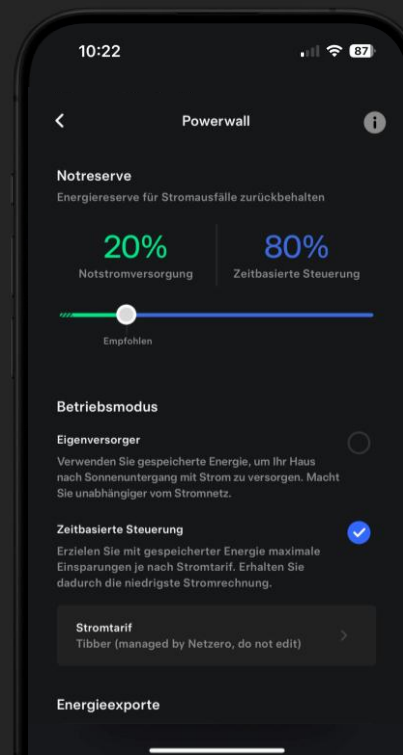 10:22
87
Powerwall
Notreserve
Energiereserve für Stromausfälle zurückbehalten
20%
80%
Notstromversorgung
Zeitbasierte Steuerung
Empfohlen
Betriebsmodus
Eigenversorger
Verwenden Sie gespeicherte Energie, um Ihr Haus
nach Sonnenuntergang mit Strom zu versorgen. Macht
Sie unabhängiger vom Stromnetz.
Zeitbasierte Steuerung
Erzielen Sie mit gespeicherter Energie maximale
Einsparungen je nach Stromtarif. Erhalten Sie
dadurch die niedrigste Stromrechnung.
Stromtarif
Tibber (managed by Netzero, do not edit)
Energieexporte